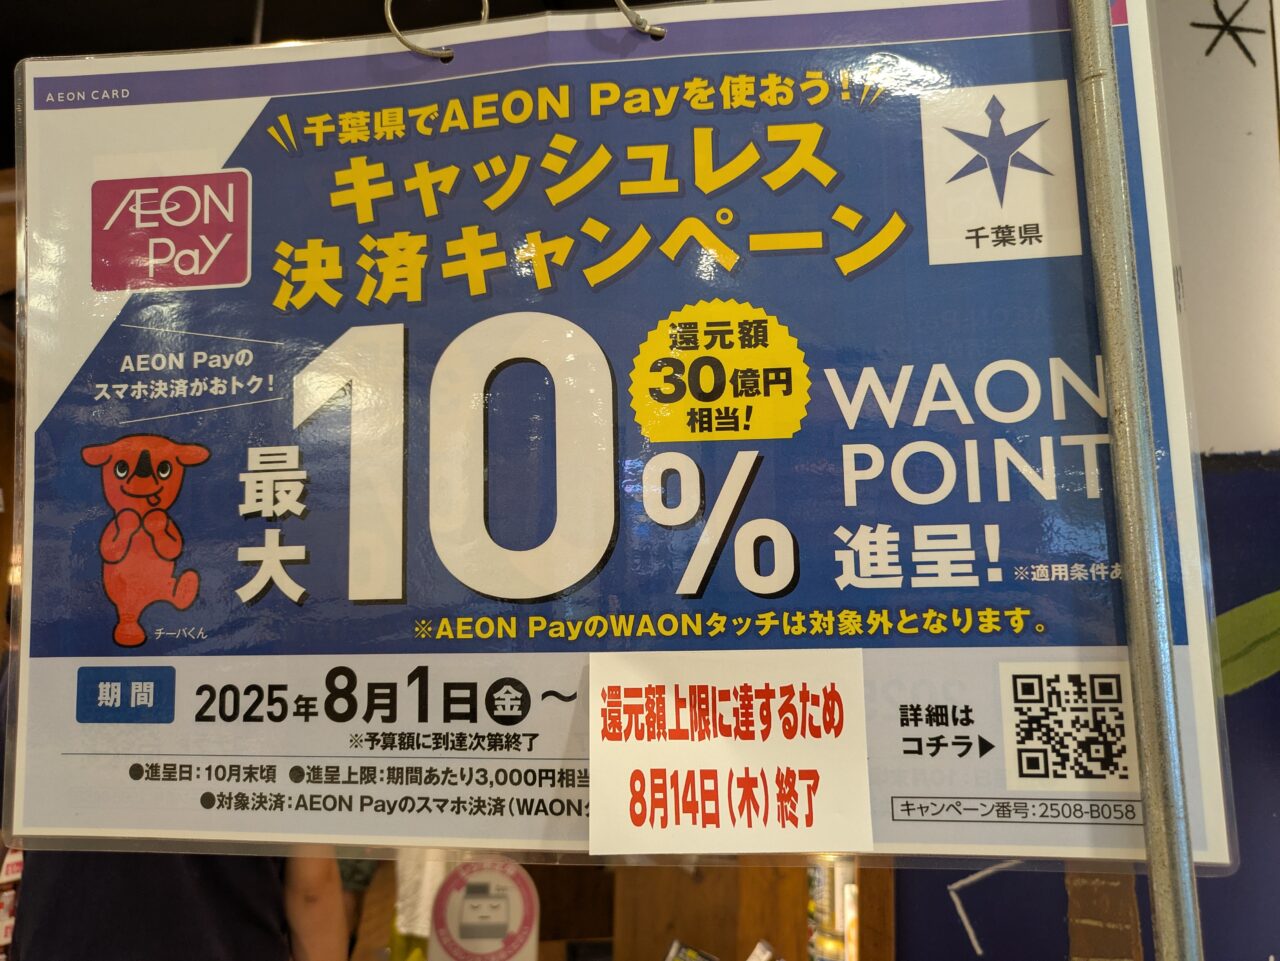 AEON CARD
千葉県でAEON Payを使おう!
キャッシュレス
決済キャンペーン
AEON
Pay
千葉県
AEON Payの
スマホ決済がおトク!
最大10%
還元額
30億円
相当!
WAON
POINT
進呈!
※適用条件あ
チーバくん
※AEON PayのWAONタッチは対象外となります。
期間
2025年8月1日(金)～
※予算額に到達次第終了
●進呈日:10月末頃 ●進呈上限:期間あたり3,000円相当
●対象決済:AEON Payのスマホ決済(WAON
還元額上限に達するため
8月14日(木)終了
詳細は
コチラ▶
キャンペーン番号:2508-B058